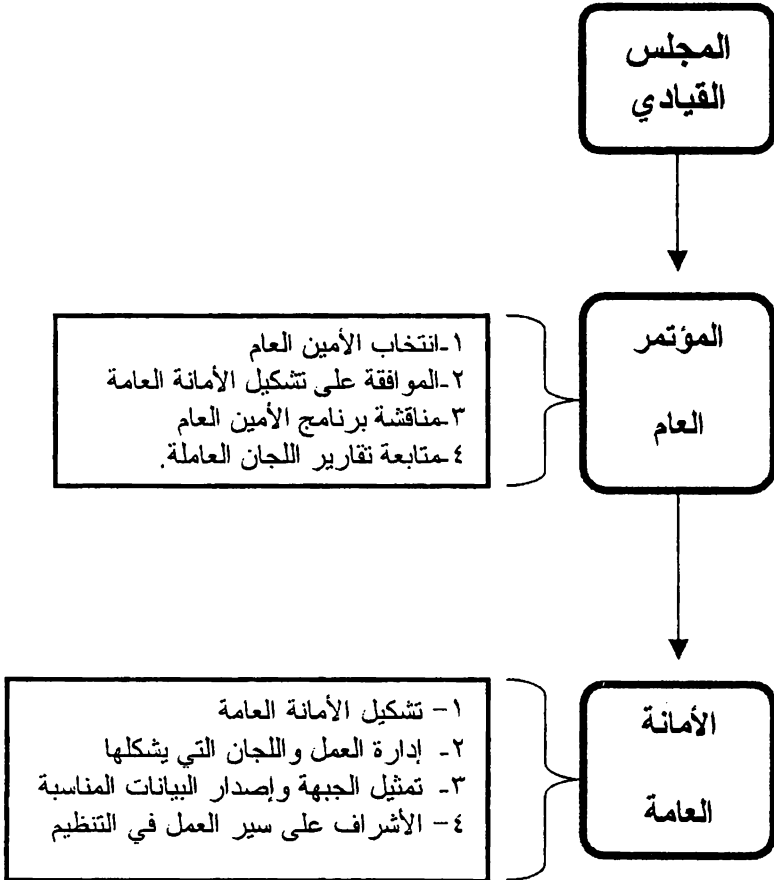 المجلس
القيادي
المؤتمر
العام
١-انتخاب الأمين العام
٢-الموافقة على تشكيل الأمانة العامة
٣-مناقشة برنامج الأمين العام
٤-متابعة تقارير اللجان العاملة.
الأمانة
العامة
١- تشكيل الأمانة العامة
٢- إدارة العمل واللجان التي يشكلها
٣- تمثيل الجبهة وإصدار البيانات المناسبة
٤- الأشراف على سير العمل في التنظيم